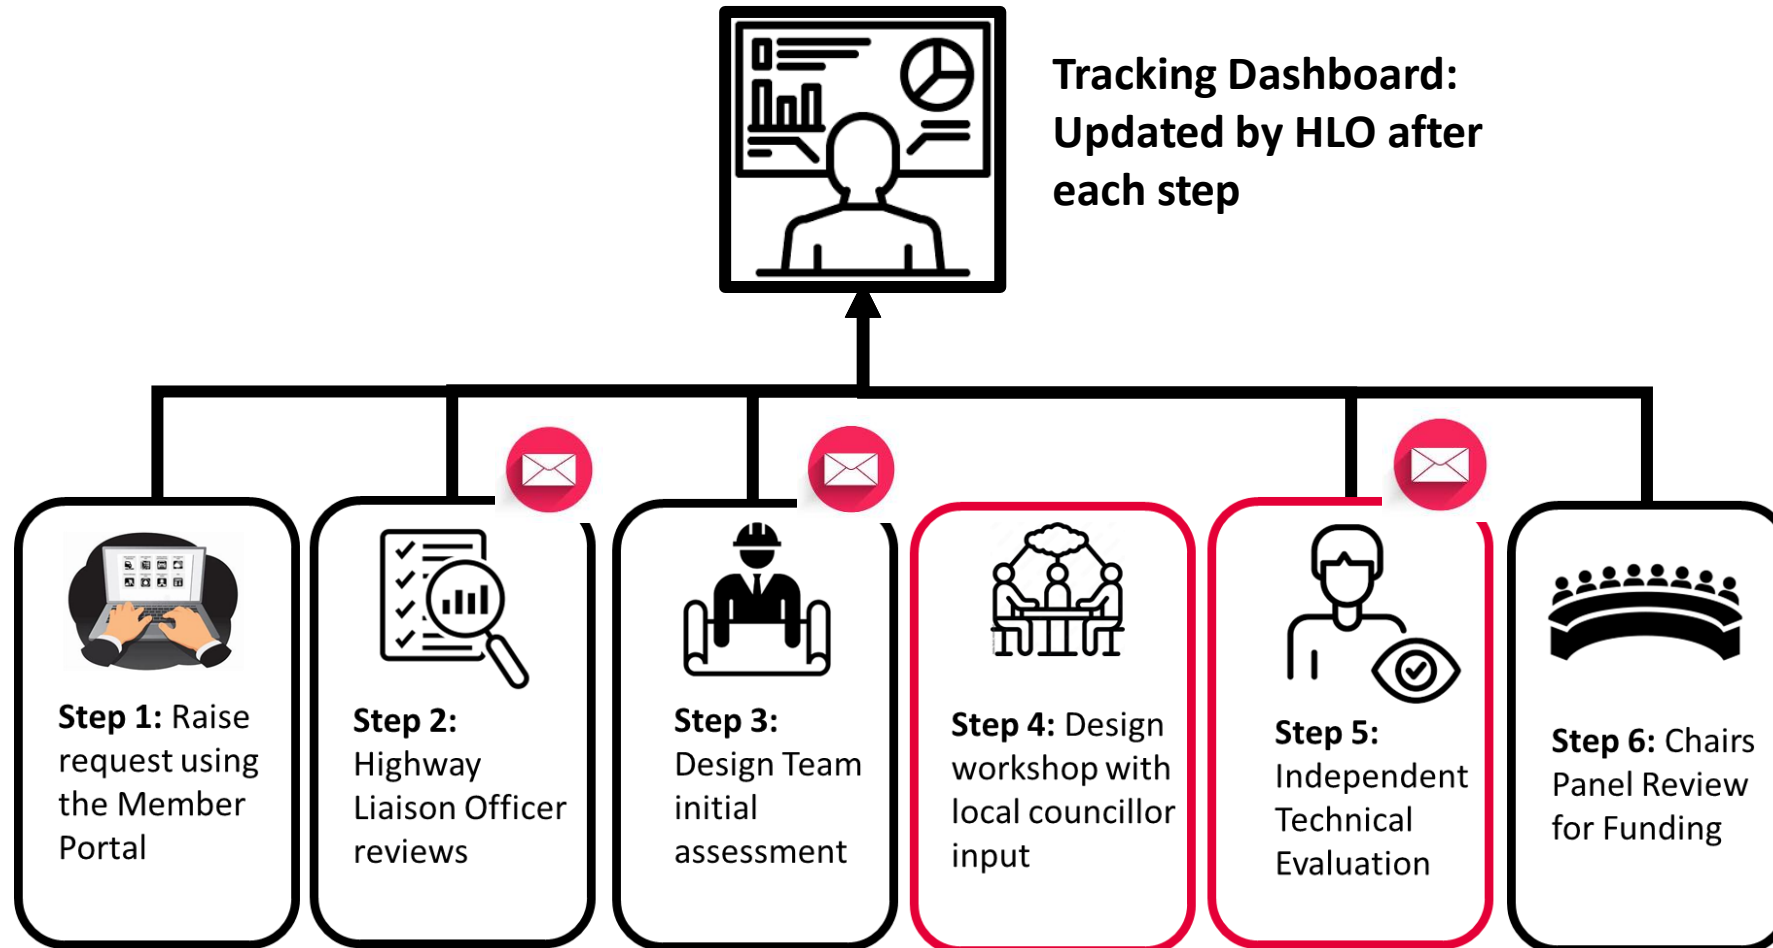 Tracking Dashboard:
Updated by HLO after
each step
Step 1: Raise
request using
the Member
Portal
Step 2:
Highway
Liaison Officer
reviews
Step 3:
Design Team
initial
assessment
Step 4: Design
workshop with
local councillor
input
Step 5:
Independent
Technical
Evaluation
Step 6: Chairs
Panel Review
for Funding